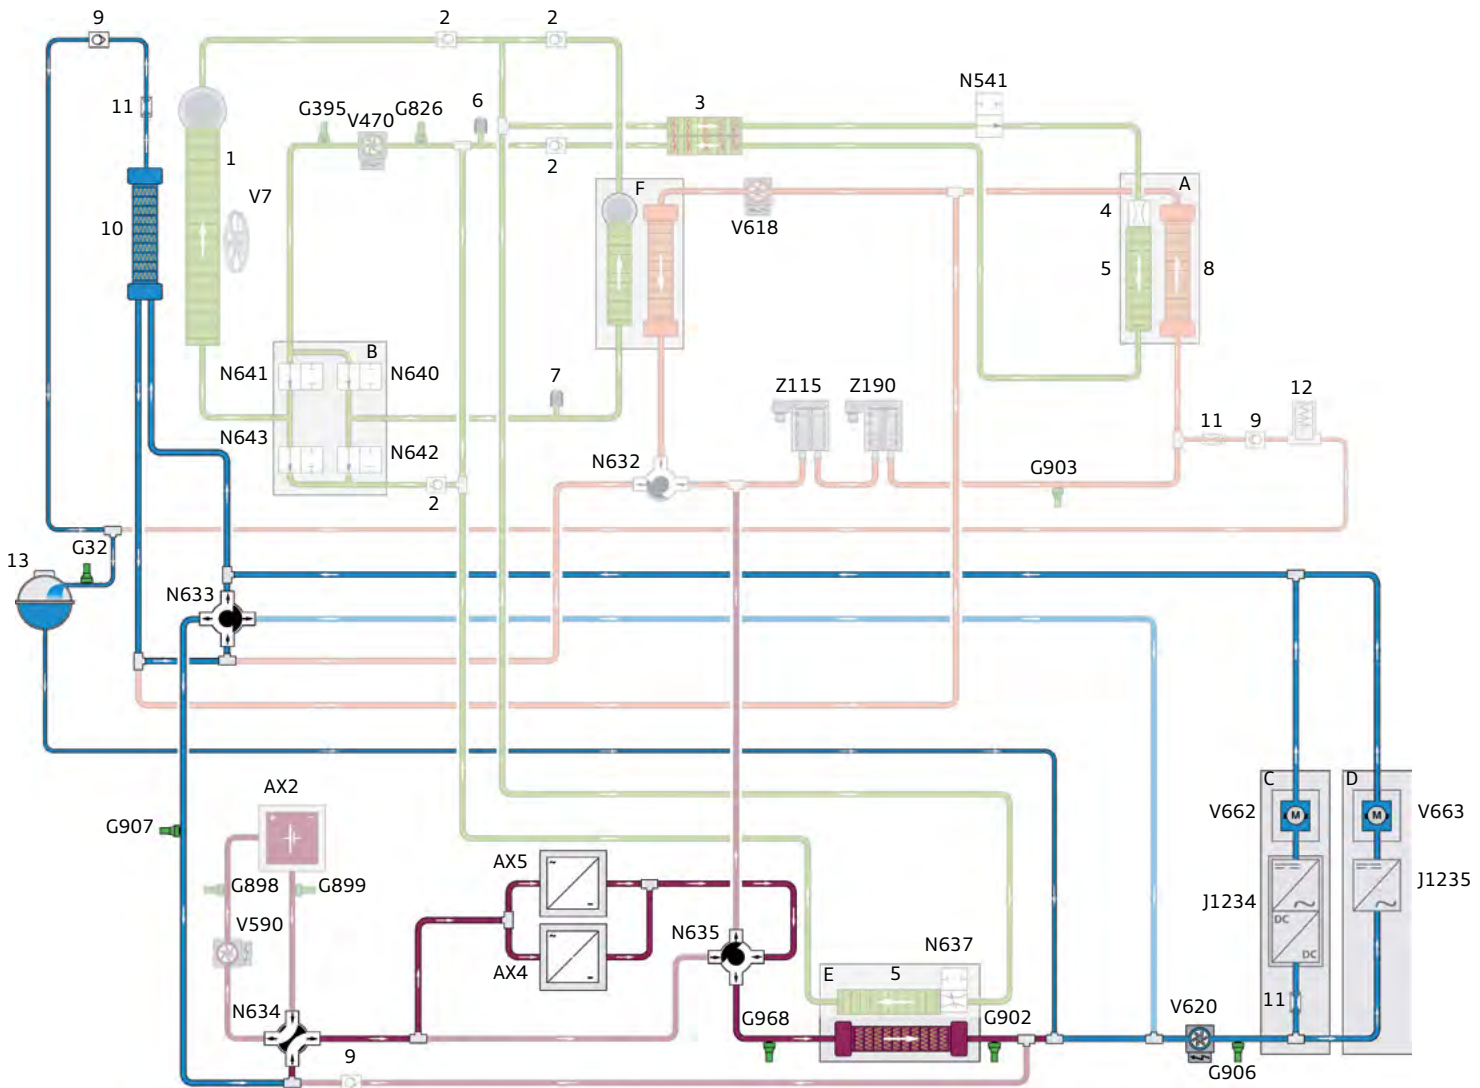 9
2
2
N541
11
G395
V470
G826
6
3
1
2
V7
F
A
4
10
V618
5
8
B
N641
N640
7
Z115
Z190
12
N643
N642
11
9
N632
G903
2
G32
13
N633
AX2
C
D
V662
M
M
V663
G907
AX5
G898
G899
J1234
J1235
V590
DC
N635
N637
DC
AX4
E
5
N634
G968
G902
V620
11
9
G906